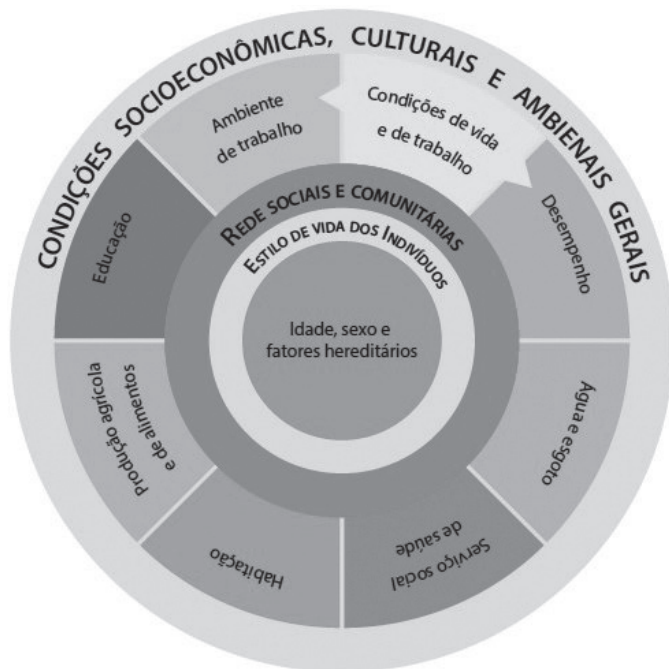 CONDIÇÕES SOCIOECONÔMICAS, CULTURAIS E AMBIENAIS GERAIS
Ambiente
de trabalho
Condições de vida
e de trabalho
Desempenho
Água e esgoto
Serviço social
de saúde
Habitação
Produção agrícola
e de alimentos
Educação
REDE SOCIAIS E COMUNITÁRIAS
ESTILO DE VIDA DOS INDIVÍDUOS
Idade, sexo e
fatores hereditários